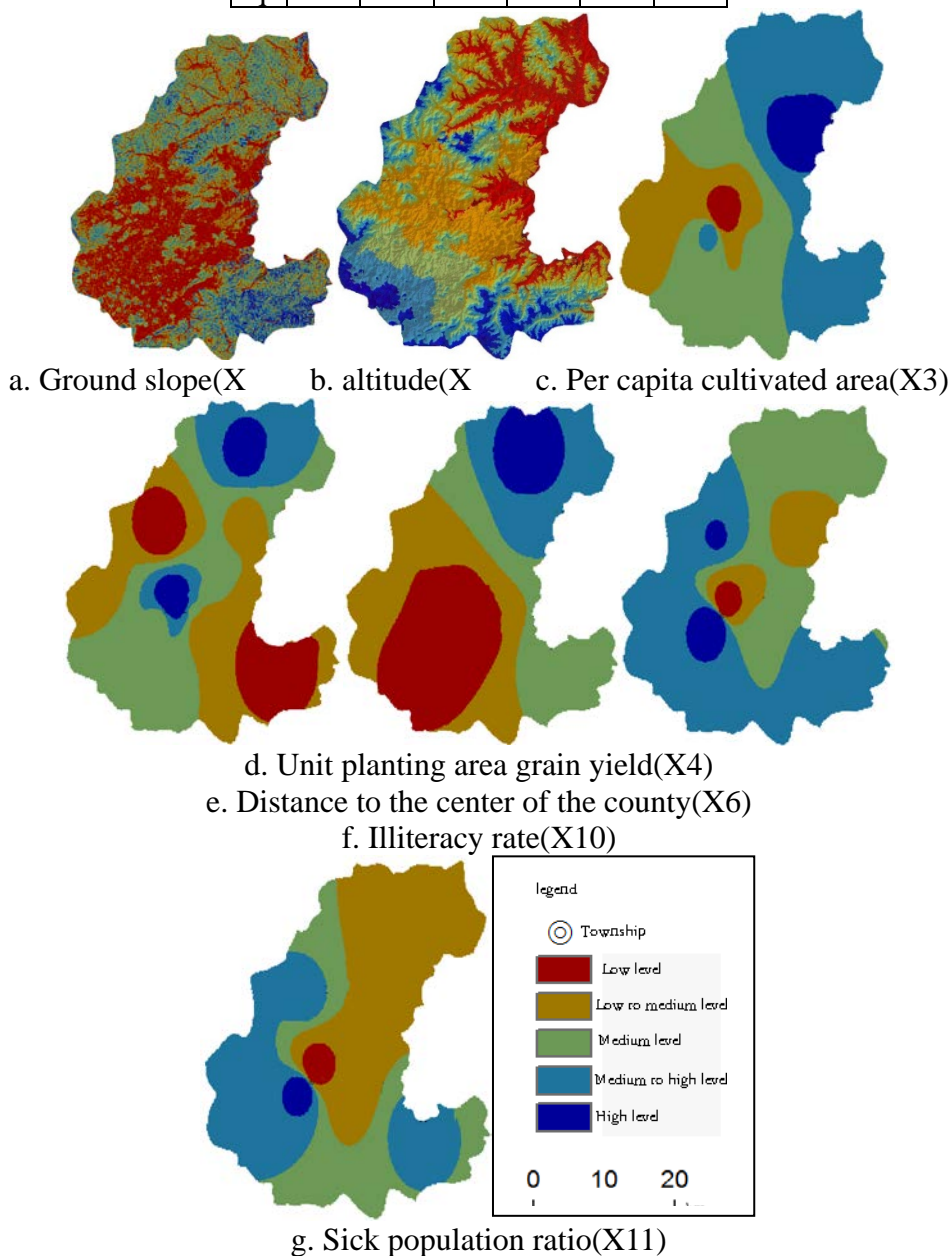 a. Ground slope(X b. altitude(X c. Per capita cultivated area(X3)
d. Unit planting area grain yield(X4)
e. Distance to the center of the county(X6)
f. Illiteracy rate(X10)
legend
Township
Low level
Low ro medium level
Medium level
Medium ro high level
High level
0 10 20
g. Sick population ratio(X11)